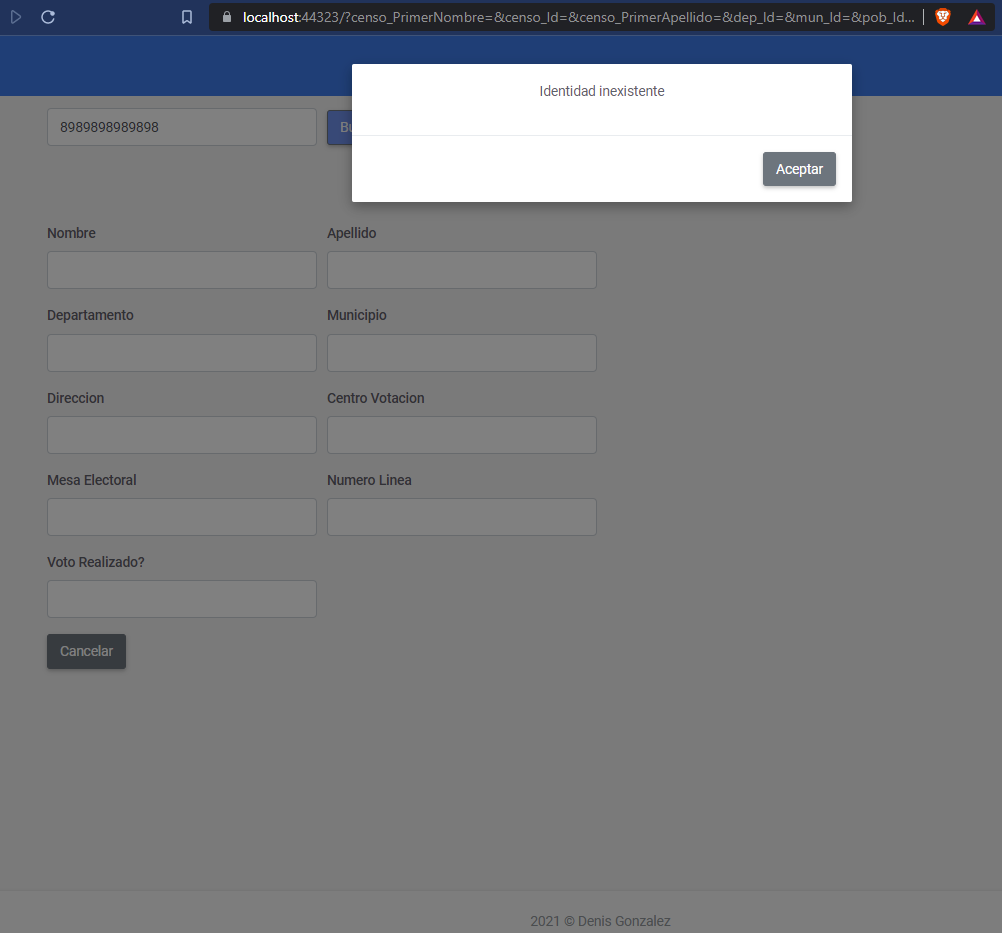 localhost:44323/?censo_PrimerNombre=&censo_Id=&censo_PrimerApellido=&dep_Id=&mun_Id=&pob_Id...
Identidad inexistente
8989898989898
Bu
Aceptar
Nombre Apellido
Departamento Municipio
Direccion Centro Votacion
Mesa Electoral Numero Linea
Voto Realizado?
Cancelar
2021 © Denis Gonzalez